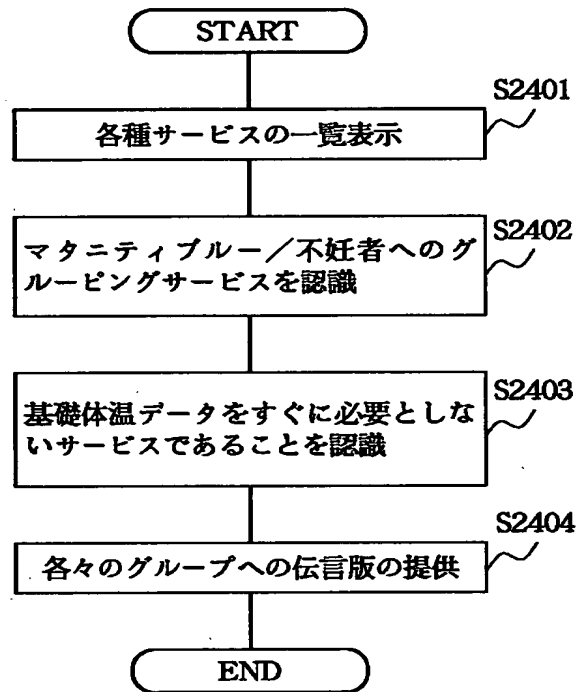 START
S2401
各種サービスの一覧表示
S2402
マタニティブルー／不妊者へのグ
ルーピングサービスを認識
S2403
基礎体温データをすぐに必要としな
いサービスであることを認識
S2404
各々のグループへの伝言版の提供
END